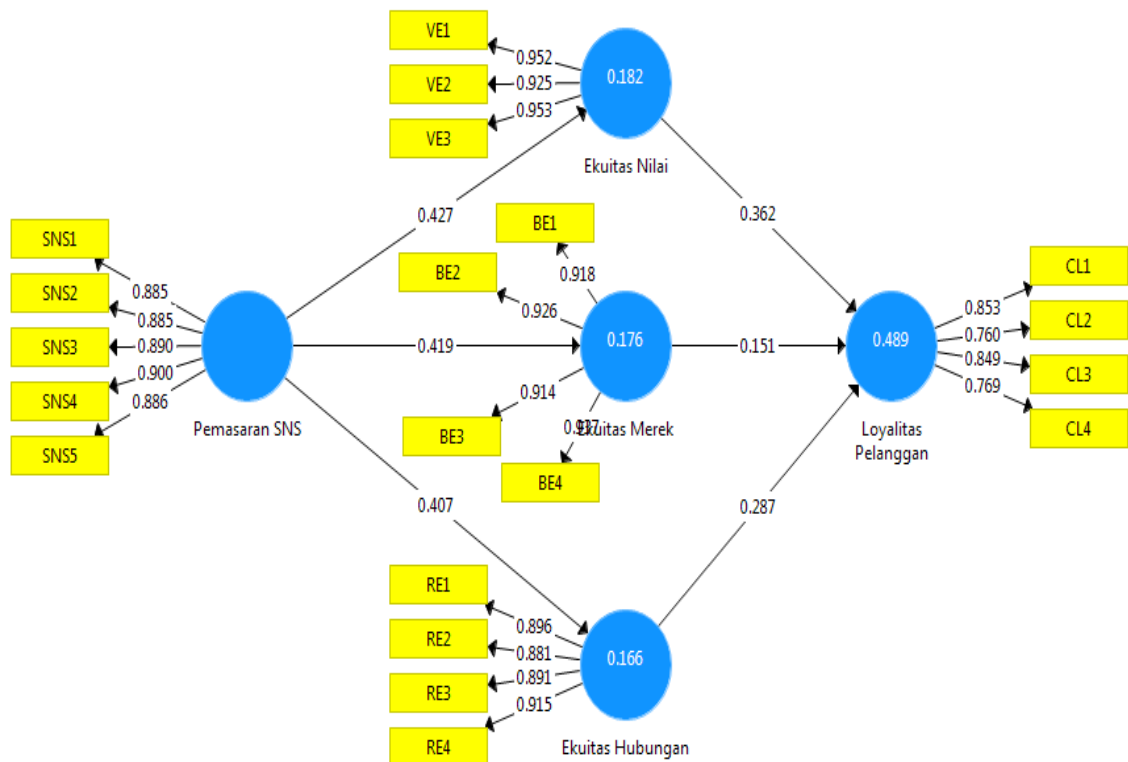 VE1
0.952
VE2
0.925
VE3
0.953
0.182
Ekuitas Nilai
0.427
0.362
SNS1
0.885
SNS2
0.885
SNS3
0.890
SNS4
0.900
SNS5
0.886
Pemasaran SNS
0.419
BE1
0.918
BE2
0.926
0.176
BE3
0.914
Ekuitas Merek
BE4
0.151
0.489
Loyalitas
Pelanggan
CL1
0.853
CL2
0.760
CL3
0.849
CL4
0.769
0.407
0.287
RE1
0.896
RE2
0.881
RE3
0.891
RE4
0.915
0.166
Ekuitas Hubungan